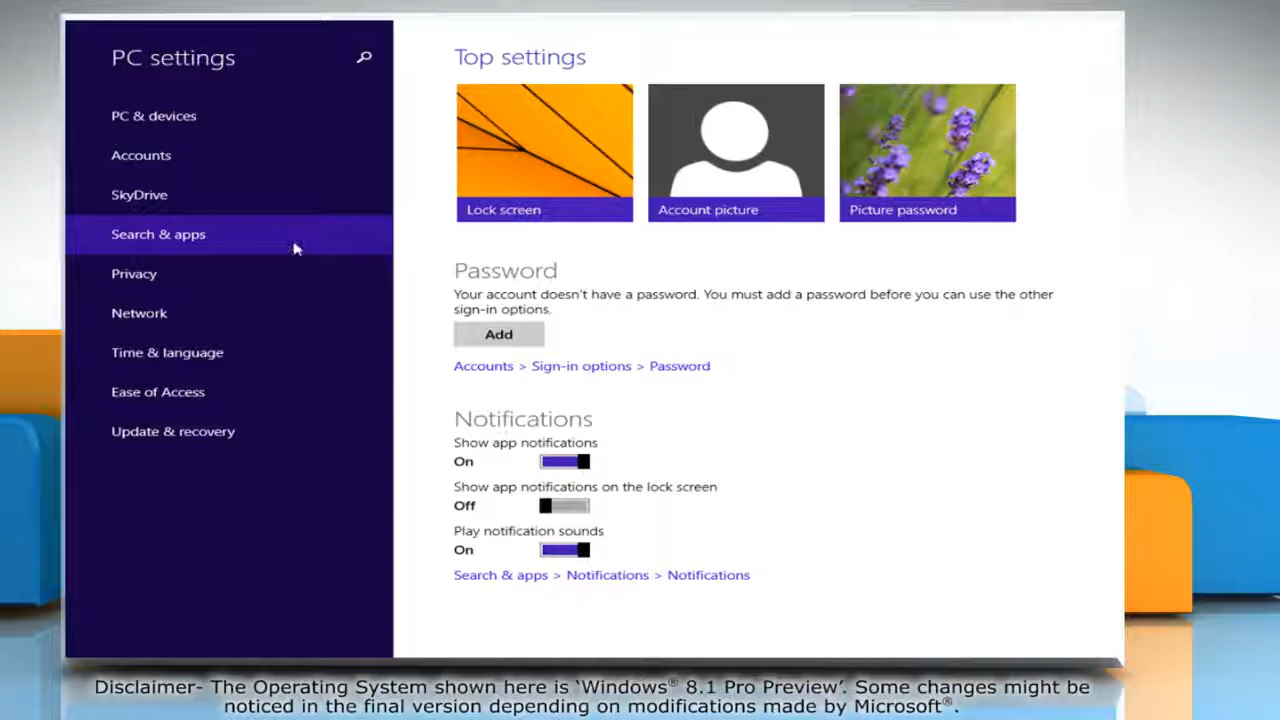 PC settings
PC & devices
Accounts
SkyDrive
Search & apps
Privacy
Network
Time & language
Ease of Access
Update & recovery
Top settings
Lock screen
Account picture
Picture password
Password
Your account doesn't have a password. You must add a password before you can use the other
sign-in options.
Add
Accounts > Sign-in options > Password
Notifications
Show app notifications
On
Show app notifications on the lock screen
Off
Play notification sounds
On
Search & apps > Notifications > Notifications
Disclaimer- The Operating System shown here is ‘Windows® 8.1 Pro Preview’. Some changes might be
noticed in the final version depending on modifications made by Microsoft®.